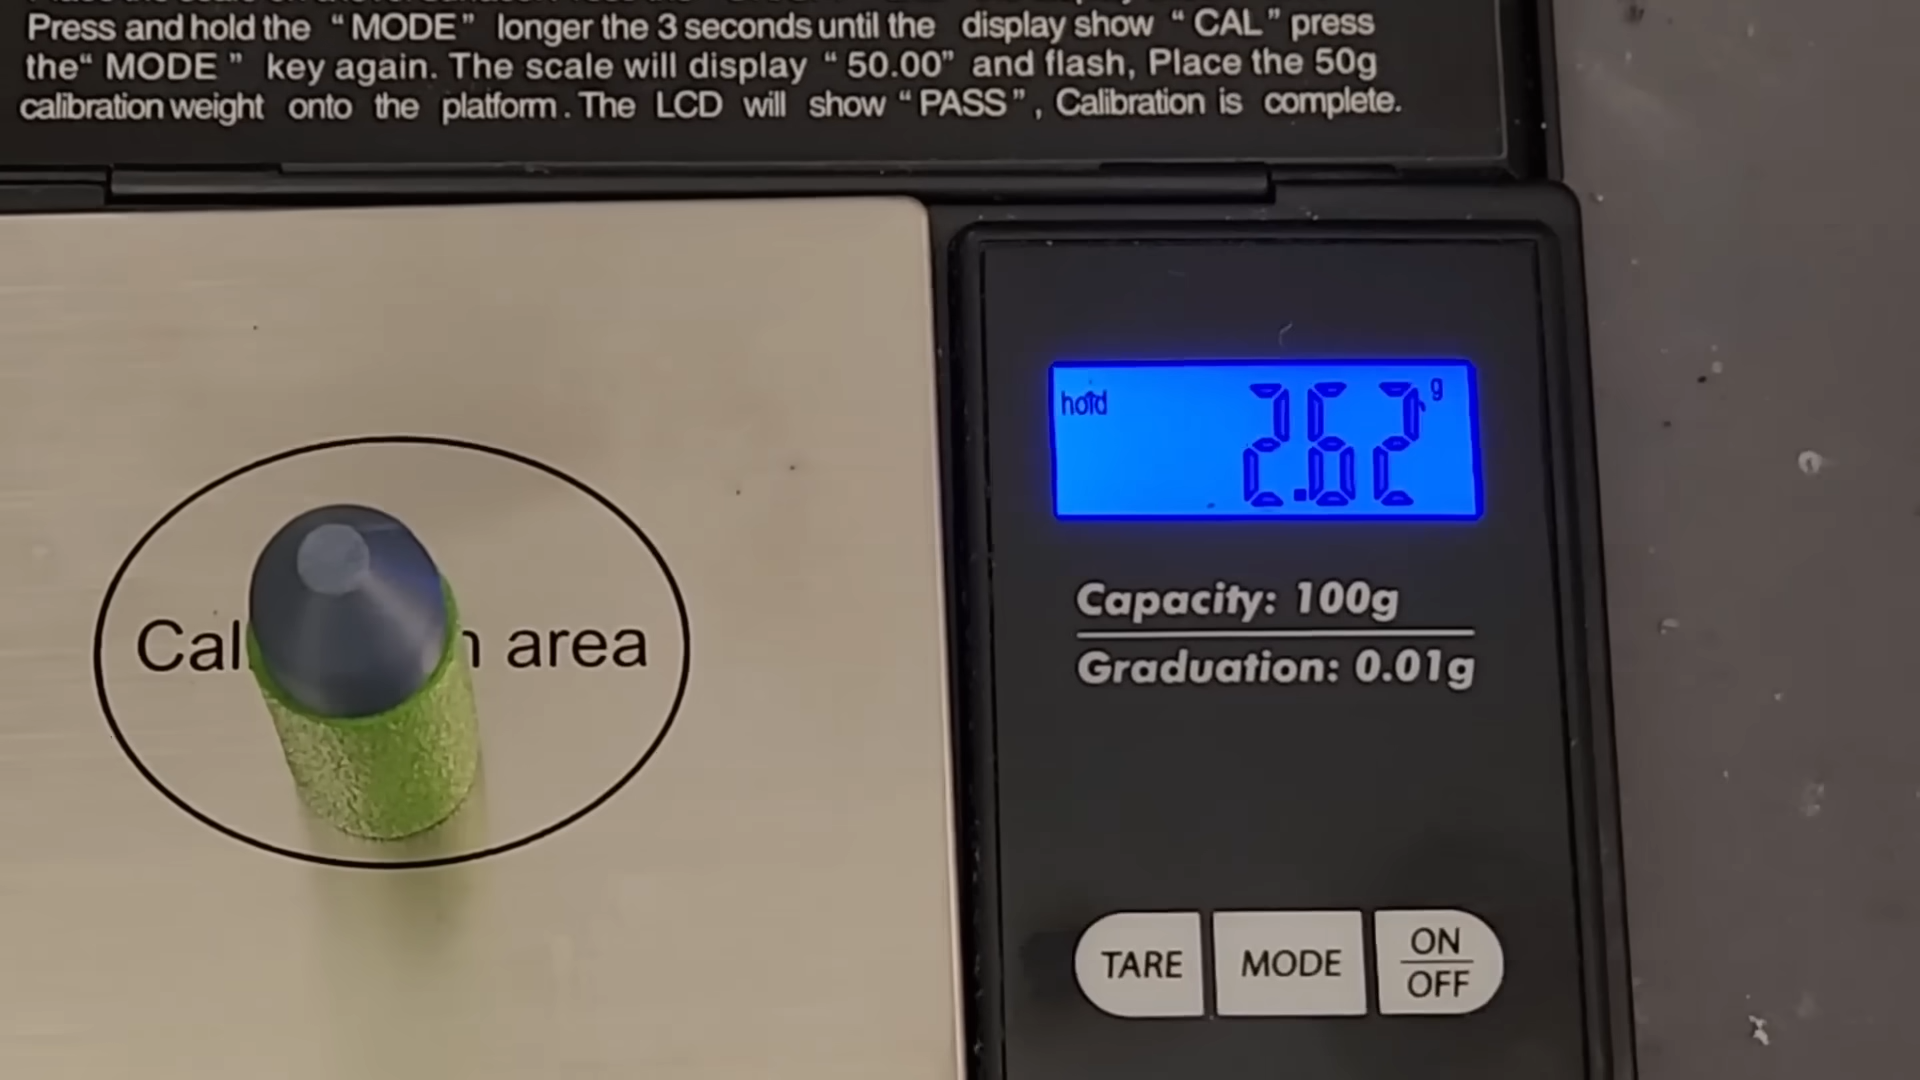 Press and hold the “MODE” longer the 3 seconds until the display show “CAL” press
the“ MODE ” key again. The scale will display “ 50.00” and flash, Place the 50g
calibration weight onto the platform. The LCD will show “PASS”, Calibration is complete.
hold 2.62 g
Capacity: 100g
Graduation: 0.01g
area
TARE MODE ON
OFF